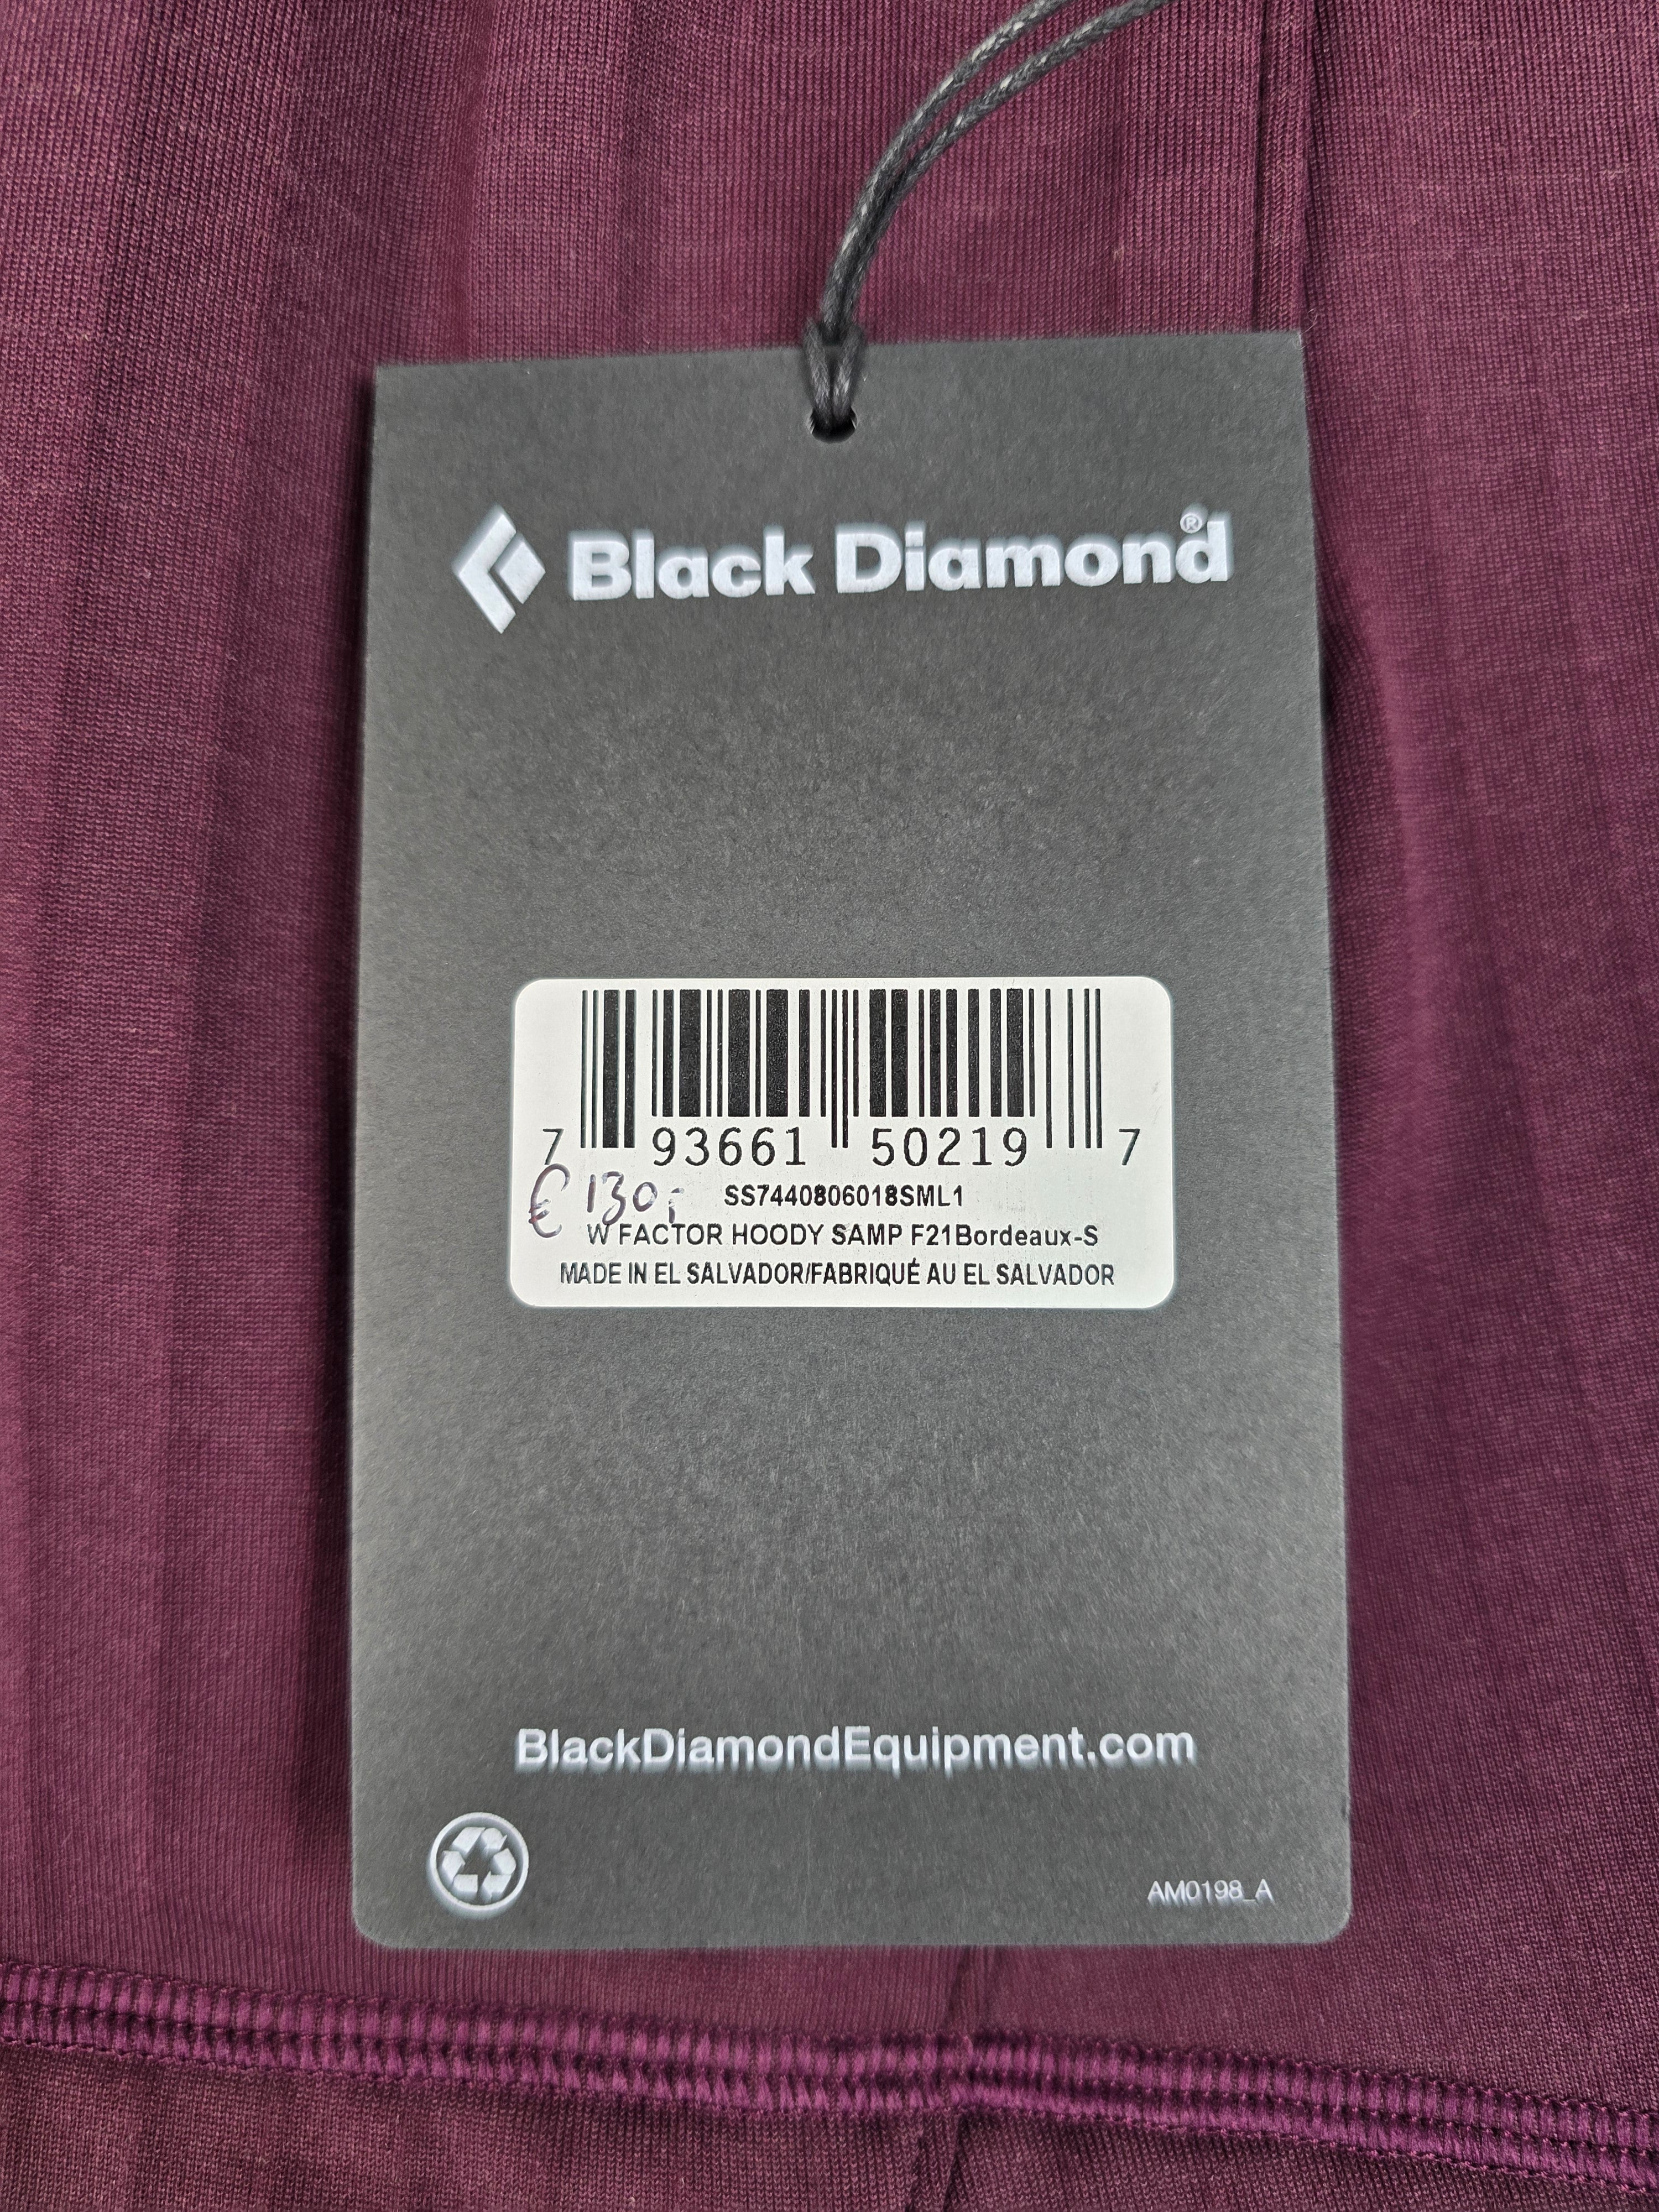 Black Diamond®
7 93661 50219 7
€ 130,-
SS7440806018SML1
W FACTOR HOODY SAMP F21Bordeaux-S
MADE IN EL SALVADOR/FABRIQUÉ AU EL SALVADOR
BlackDiamondEquipment.com
AM0198_A